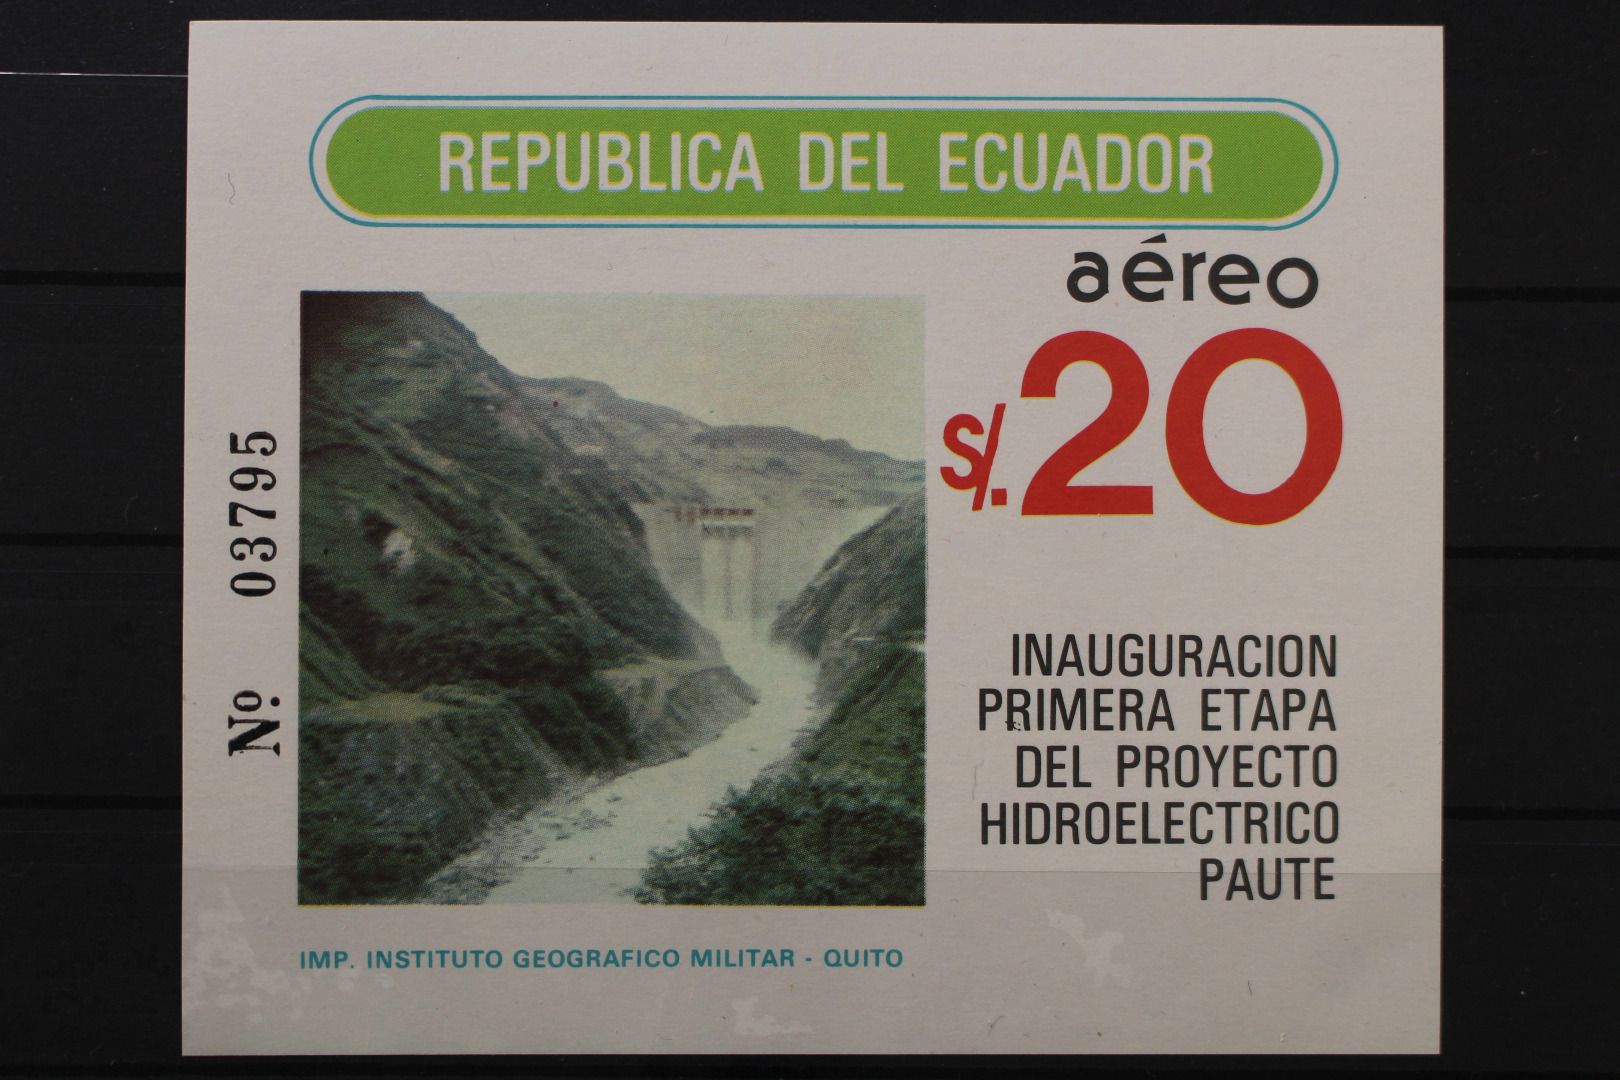 REPUBLICA DEL ECUADOR
aéreo
S/.20
Nº. 03795
INAUGURACION
PRIMERA ETAPA
DEL PROYECTO
HIDROELECTRICO
PAUTE
IMP. INSTITUTO GEOGRAFICO MILITAR - QUITO